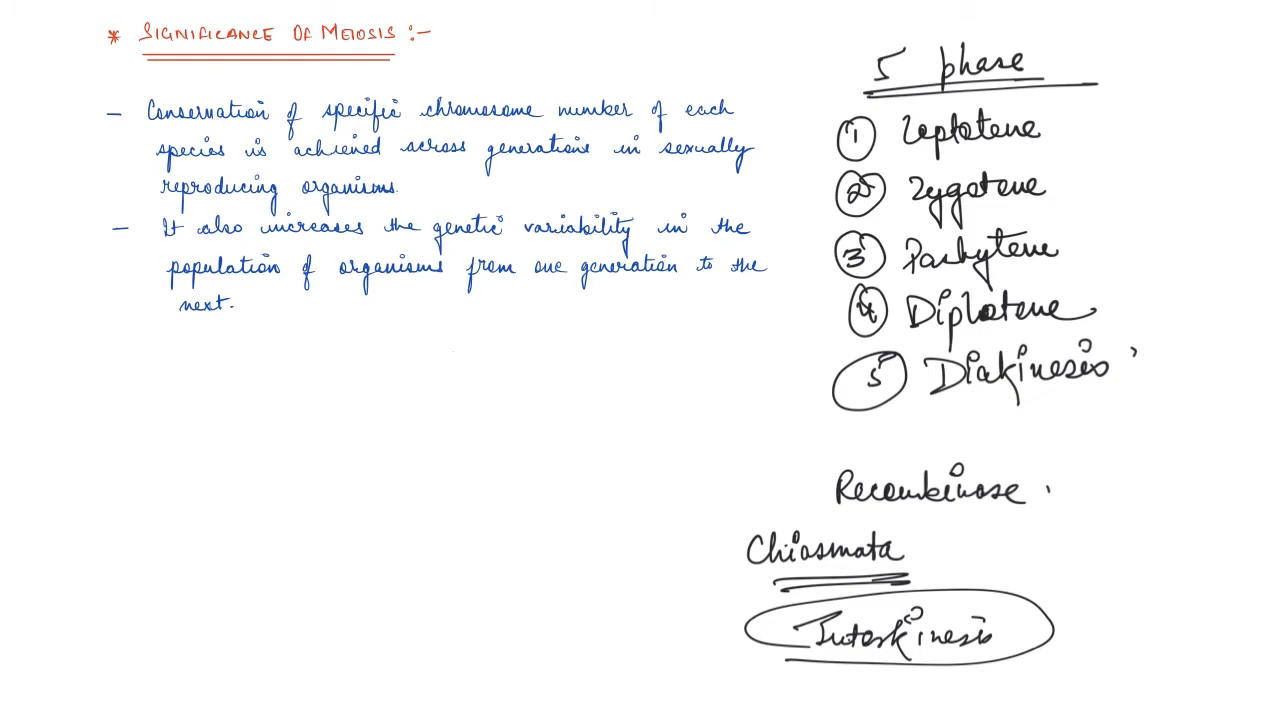 * SIGNIFICANCE OF MEIOSIS :-
- Conservation of specific chromosome number of each
species is achieved across generations in sexually
reproducing organisms.
- It also increases the genetic variability in the
population of organisms from one generation to the
next.
5 phase
① Leptotene
② Zygotene
③ Pachytene
④ Diplotene
⑤ Diakinesis
Recombinase
Chiasmata
Interkinesis